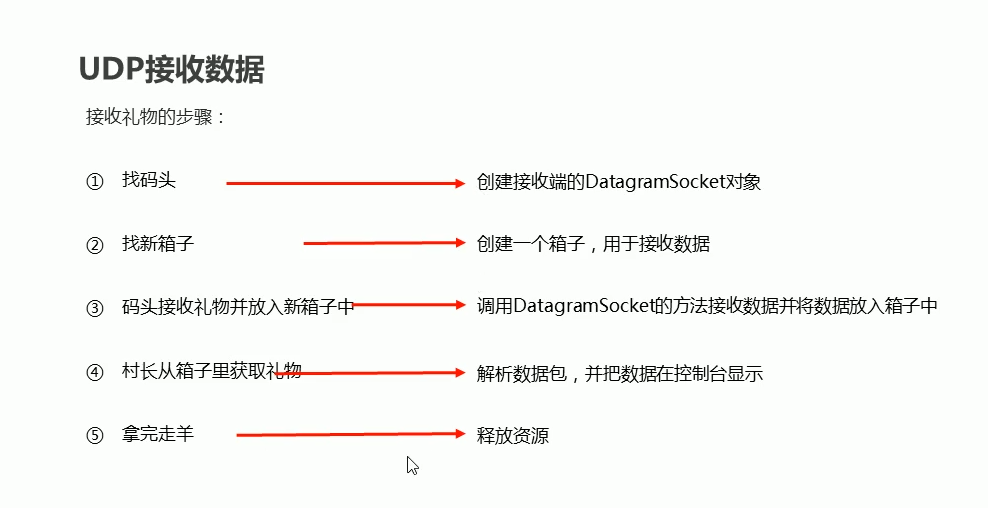 UDP接收数据
接收礼物的步骤：
① 找码头 创建接收端的DatagramSocket对象
② 找新箱子 创建一个箱子，用于接收数据
③ 码头接收礼物并放入新箱子中 调用DatagramSocket的方法接收数据并将数据放入箱子中
④ 村长从箱子里获取礼物 解析数据包，并把数据在控制台显示
⑤ 拿完走羊 释放资源